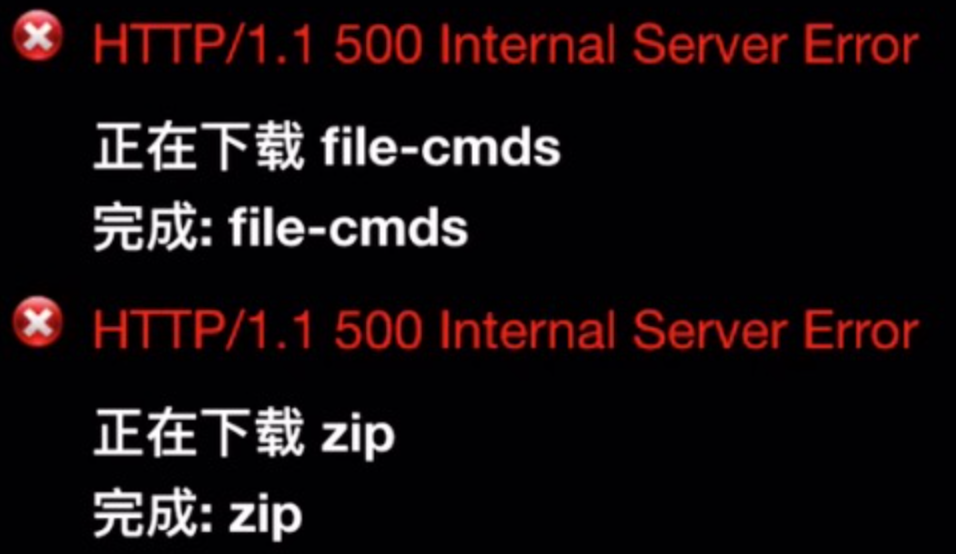 HTTP/1.1 500 Internal Server Error
正在下载 file-cmds
完成: file-cmds
HTTP/1.1 500 Internal Server Error
正在下载 zip
完成: zip